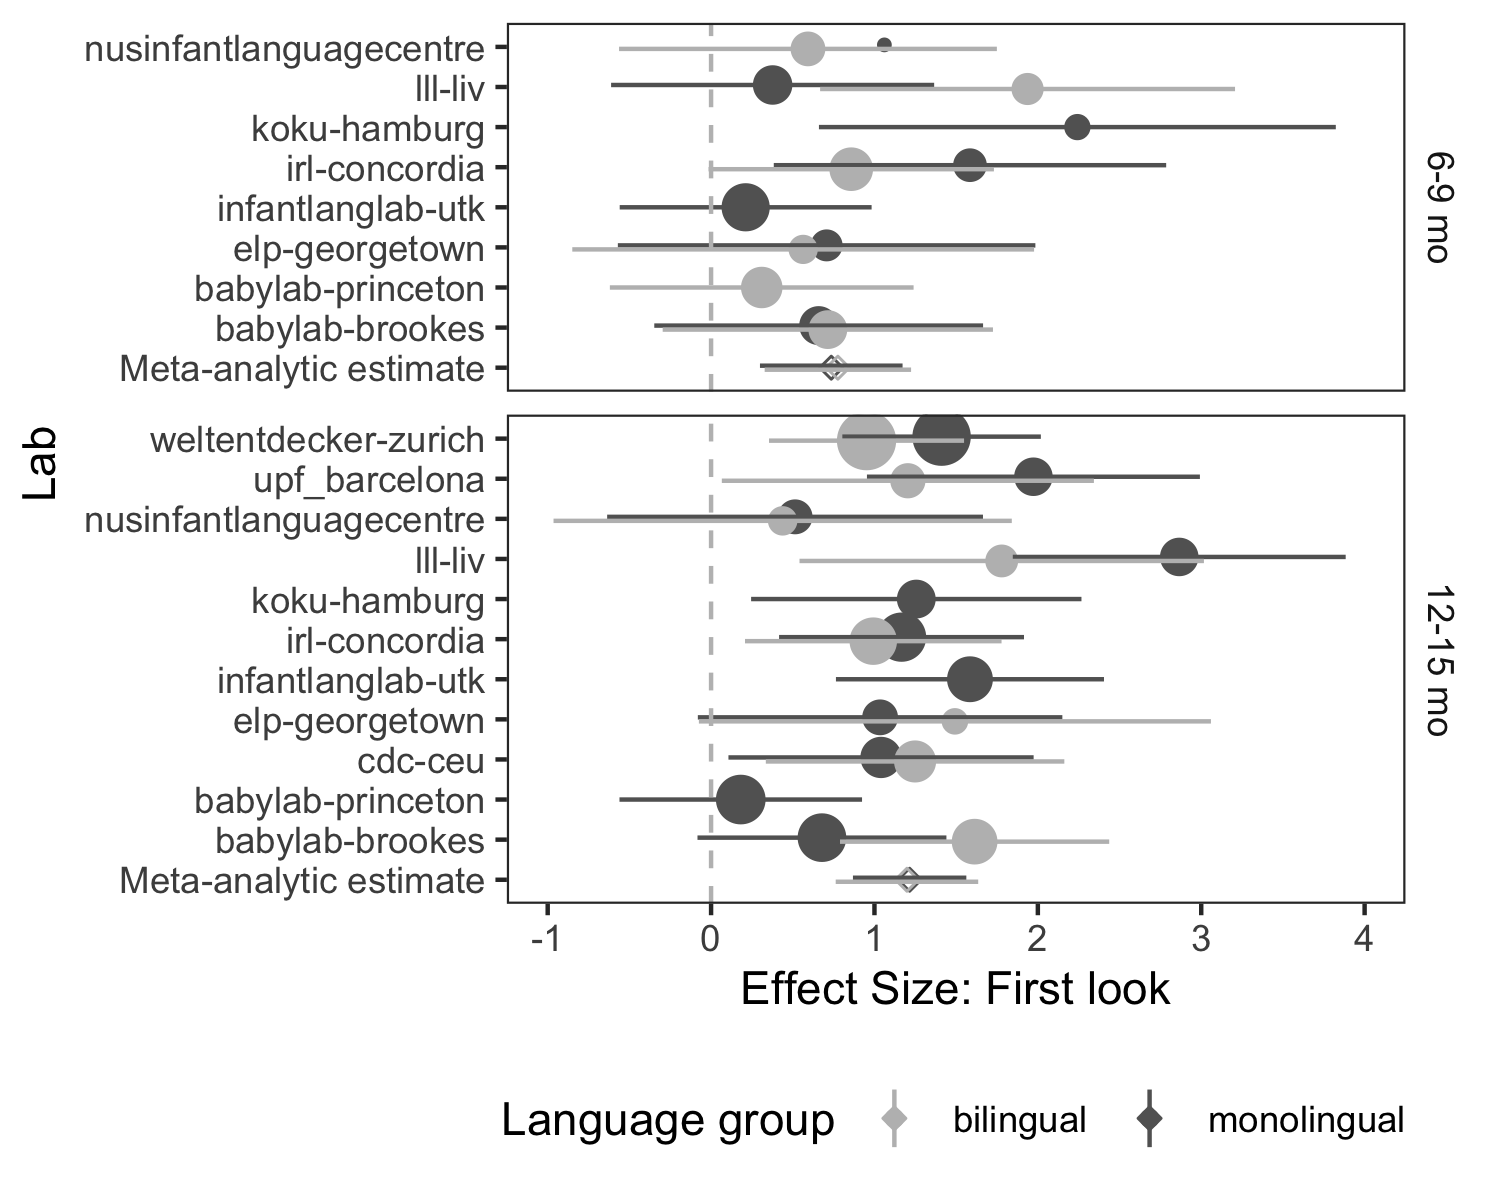 nusinfantlanguagecentre
lll-liv
koku-hamburg
irl-concordia
infantlanglab-utk
elp-georgetown
babylab-princeton
babylab-brookes
Meta-analytic estimate
6-9 mo
Lab
weltentdecker-zurich
upf_barcelona
nusinfantlanguagecentre
lll-liv
koku-hamburg
irl-concordia
infantlanglab-utk
elp-georgetown
cdc-ceu
babylab-princeton
babylab-brookes
Meta-analytic estimate
12-15 mo
-1 0 1 2 3 4
Effect Size: First look
Language group bilingual monolingual